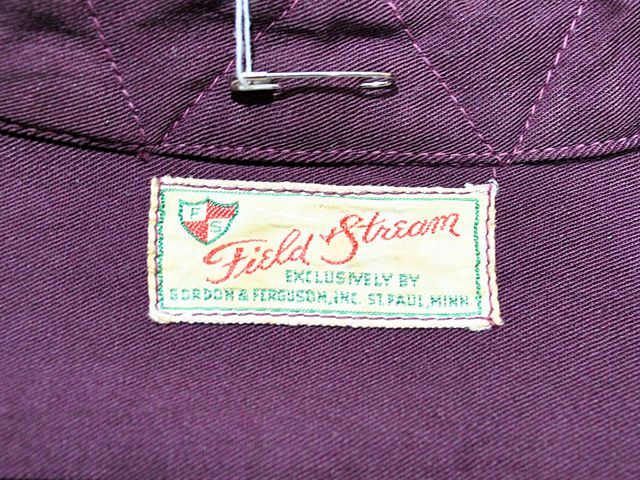 F
S
Field & Stream
EXCLUSIVELY BY
GORDON & FERGUSON, INC. ST. PAUL, MINN.